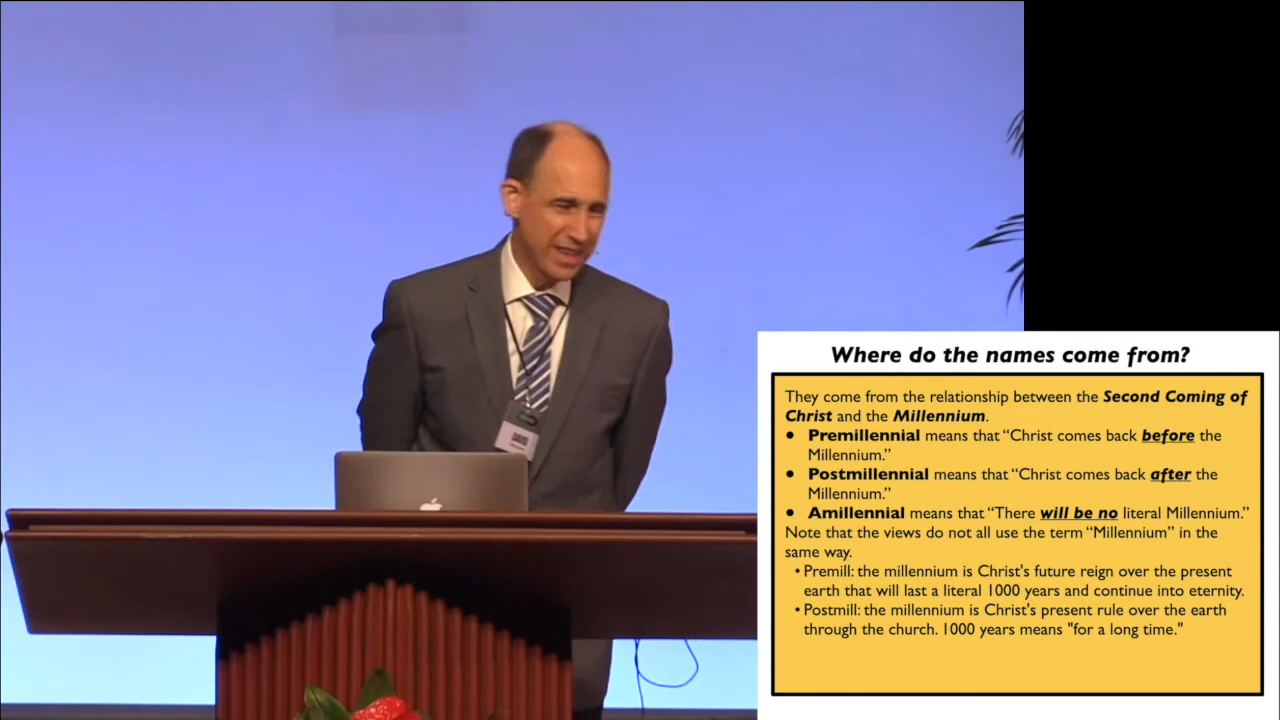 Where do the names come from?
They come from the relationship between the Second Coming of
Christ and the Millennium.
• Premillennial means that “Christ comes back before the
Millennium.”
• Postmillennial means that “Christ comes back after the
Millennium.”
• Amillennial means that “There will be no literal Millennium.”
Note that the views do not all use the term “Millennium” in the
same way.
• Premill: the millennium is Christ's future reign over the present
earth that will last a literal 1000 years and continue into eternity.
• Postmill: the millennium is Christ's present rule over the earth
through the church. 1000 years means "for a long time."